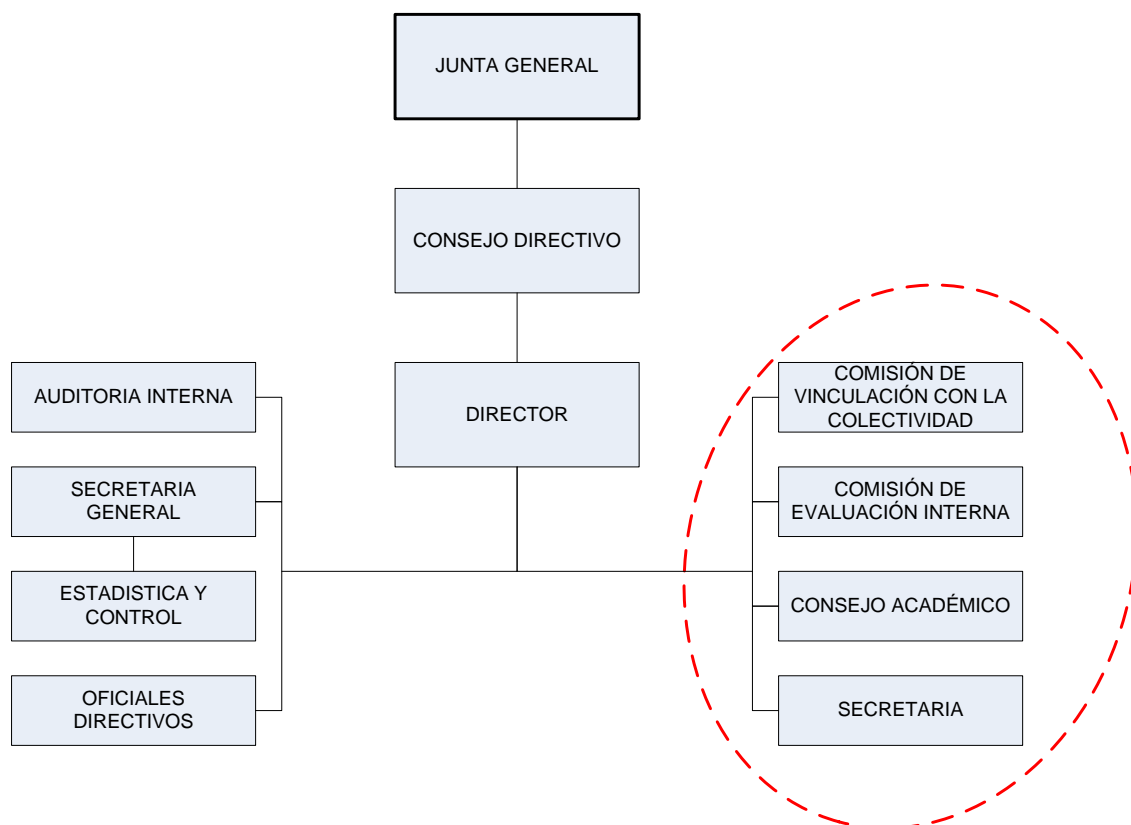 JUNTA GENERAL
CONSEJO DIRECTIVO
DIRECTOR
AUDITORIA INTERNA
SECRETARIA
GENERAL
ESTADISTICA Y
CONTROL
OFICIALES
DIRECTIVOS
COMISIÓN DE
VINCULACIÓN CON LA
COLECTIVIDAD
COMISIÓN DE
EVALUACIÓN INTERNA
CONSEJO ACADÉMICO
SECRETARIA